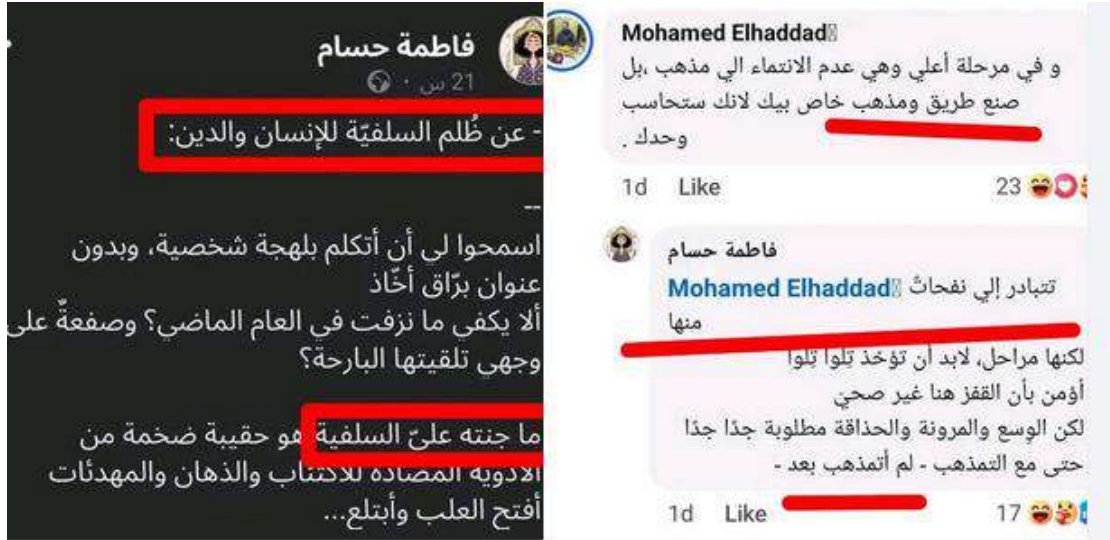 فاطمة حسام
21 س ·
- عن ظُلم السلفيّة للإنسان والدين:
--
اسمحوا لي أن أتكلم بلهجة شخصية، وبدون
عنوان برّاق أخّاذ
ألا يكفي ما نزفت في العام الماضي؟ وصفعةٌ على
وجهي تلقيتها البارحة؟
ما جنته عليّ السلفية هو حقيبة ضخمة من
الأدوية المضادة للاكتئاب والذهان والمهدئات
أفتح العلب وأبتلع...
Mohamed Elhaddad
و في مرحلة أعلي وهي عدم الانتماء الي مذهب ،بل
صنع طريق ومذهب خاص بيك لانك ستحاسب
وحدك .
1d Like 23
فاطمة حسام
Mohamed Elhaddad تتبادر إلي نفحاتٌ
منها
لكنها مراحل، لابد أن تؤخذ تِلوا تِلوا
أؤمن بأن القفز هنا غير صحيّ
لكن الوسع والمرونة والحذاقة مطلوبة جدًا جدًا
حتى مع التمذهب - لم أتمذهب بعد -
1d Like 17